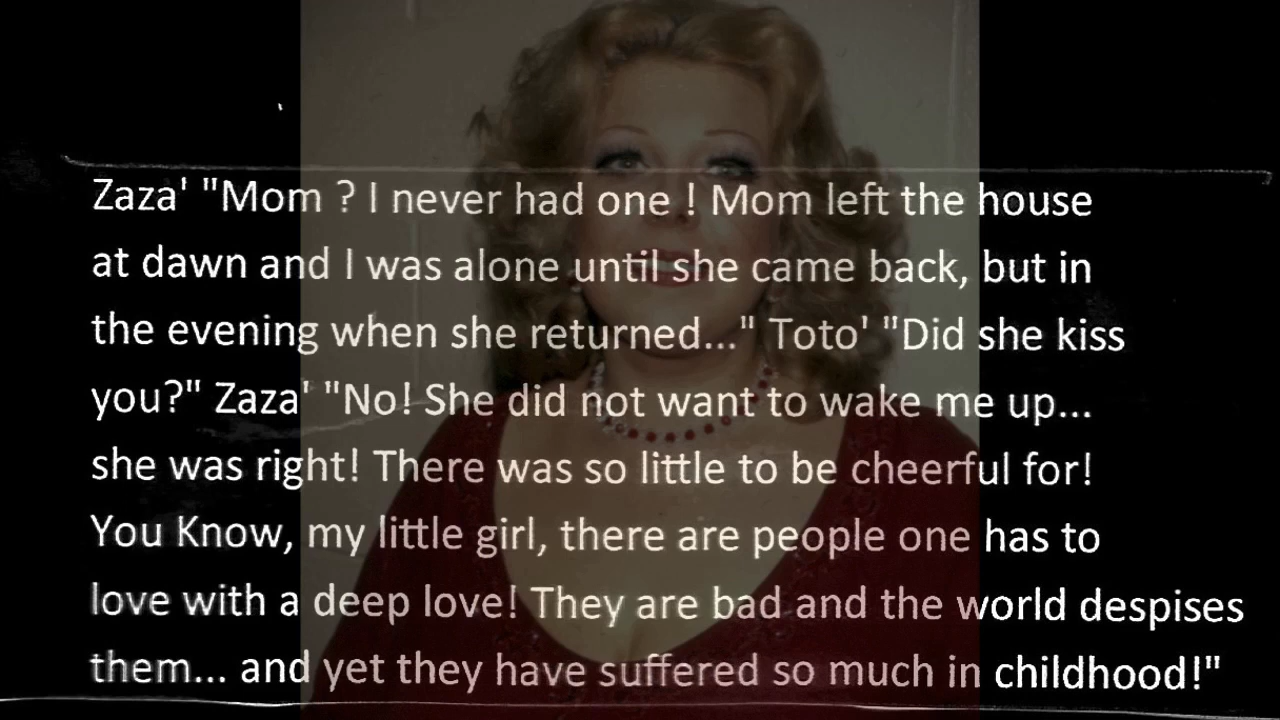 Zaza' "Mom ? I never had one ! Mom left the house
at dawn and I was alone until she came back, but in
the evening when she returned..." Toto' "Did she kiss
you?" Zaza' "No! She did not want to wake me up...
she was right! There was so little to be cheerful for!
You Know, my little girl, there are people one has to
love with a deep love! They are bad and the world despises
them... and yet they have suffered so much in childhood!"